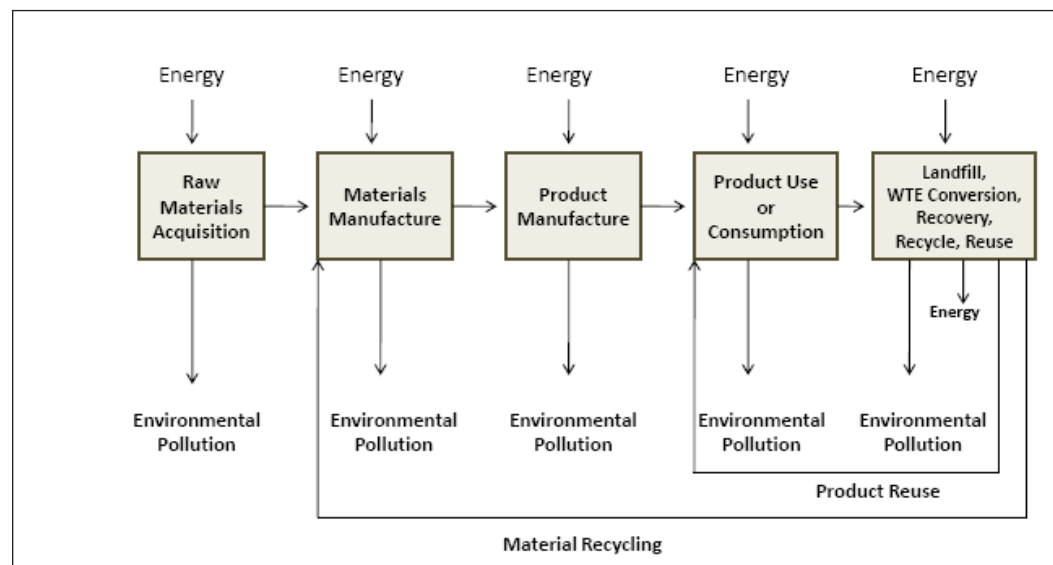 Energy
Energy
Energy
Energy
Energy
Raw
Materials
Acquisition
Materials
Manufacture
Product
Manufacture
Product Use
or
Consumption
Landfill,
WTE Conversion,
Recovery,
Recycle, Reuse
Energy
Environmental
Pollution
Environmental
Pollution
Environmental
Pollution
Environmental
Pollution
Environmental
Pollution
Product Reuse
Material Recycling